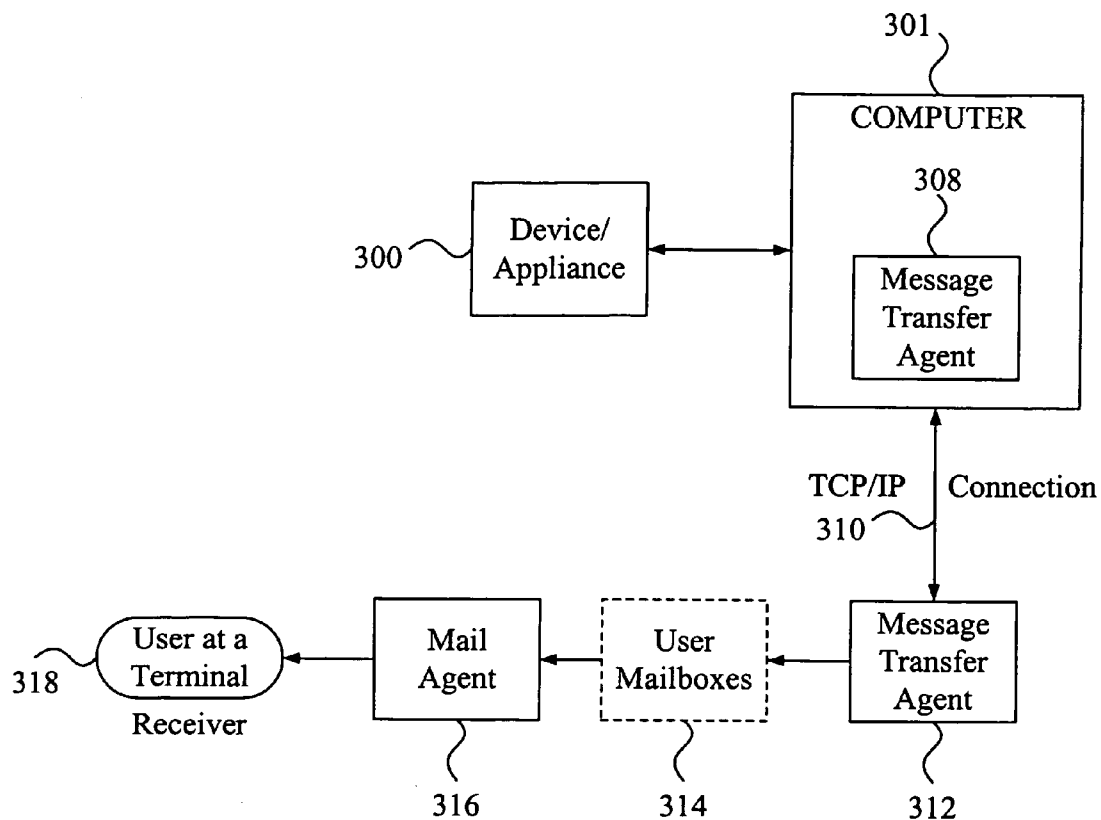 301
COMPUTER
308
Message
Transfer
Agent
300
Device/
Appliance
TCP/IP Connection
310
318
User at a
Terminal
Receiver
Mail
Agent
316
User
Mailboxes
314
Message
Transfer
Agent
312